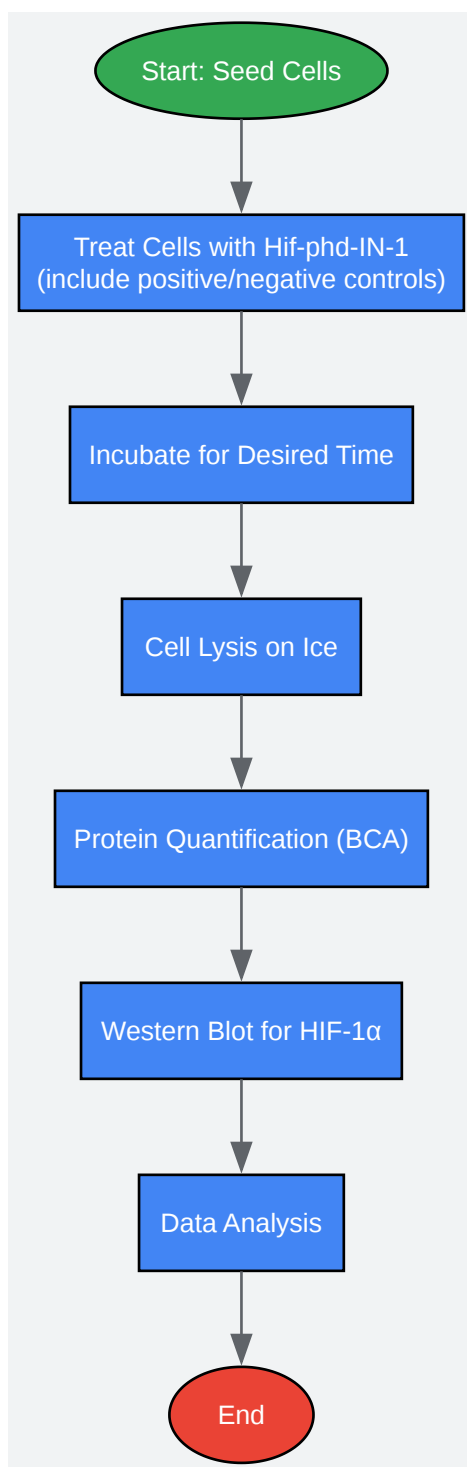 Start: Seed Cells
Treat Cells with Hif-phd-IN-1
(include positive/negative controls)
Incubate for Desired Time
Cell Lysis on Ice
Protein Quantification (BCA)
Western Blot for HIF-1α
Data Analysis
End